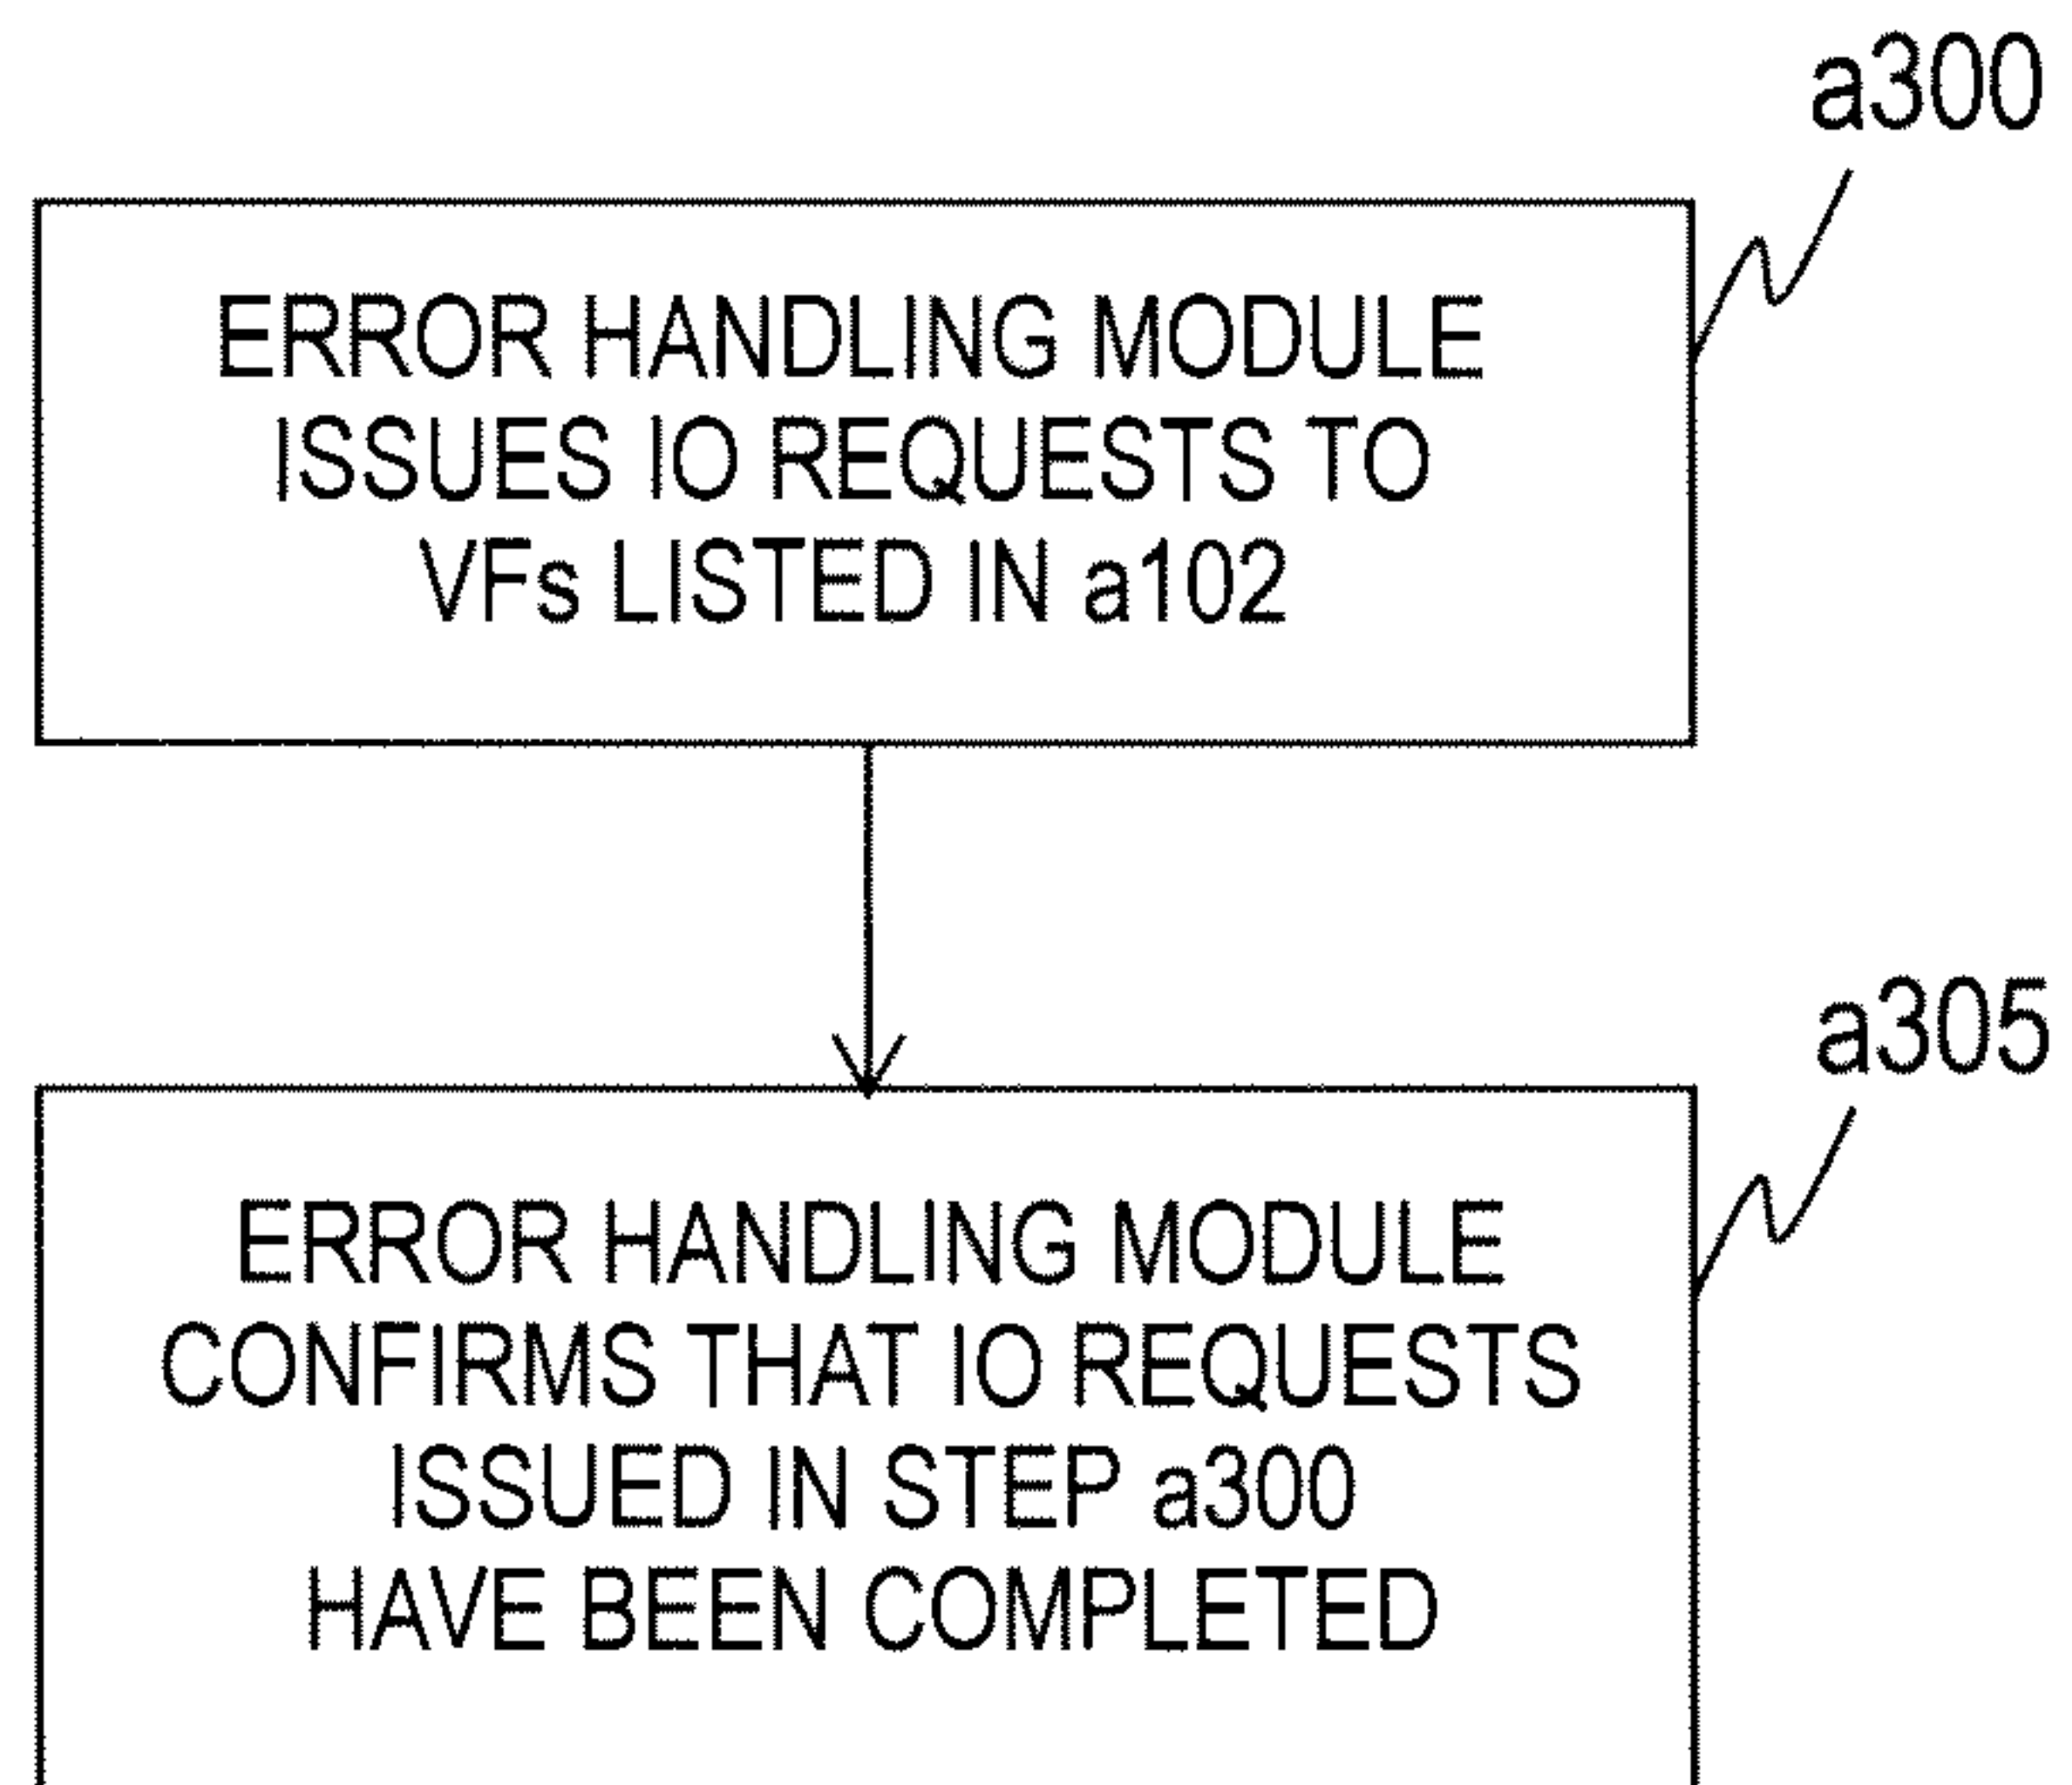 a300
ERROR HANDLING MODULE
ISSUES IO REQUESTS TO
VFs LISTED IN a102
a305
ERROR HANDLING MODULE
CONFIRMS THAT IO REQUESTS
ISSUED IN STEP a300
HAVE BEEN COMPLETED